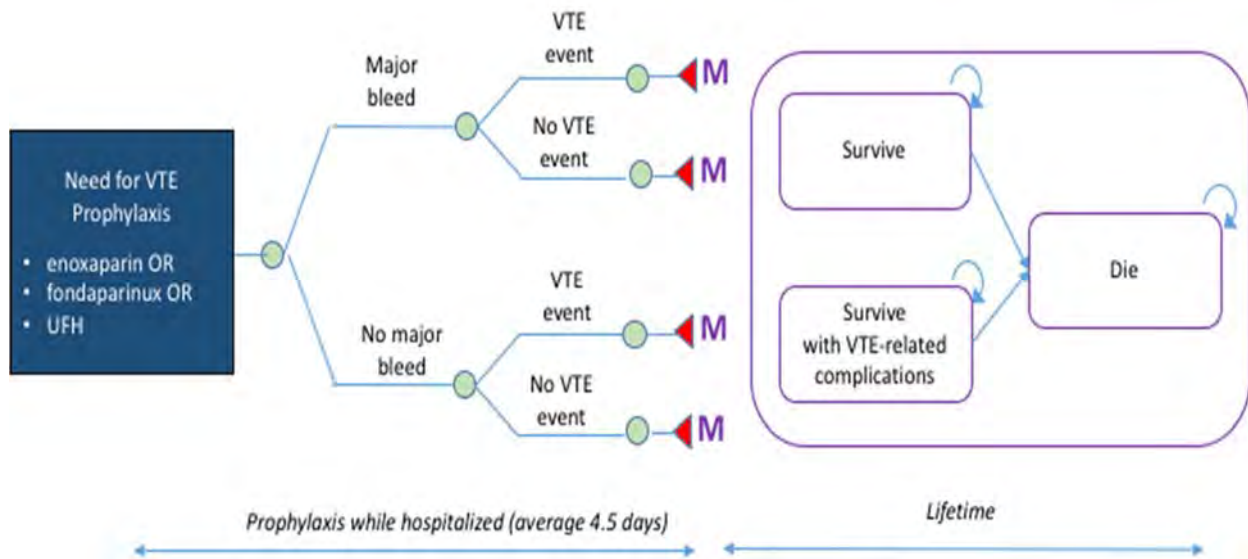 Need for VTE
Prophylaxis
• enoxaparin OR
• fondaparinux OR
• UFH
Major
bleed
No major
bleed
VTE
event
No VTE
event
VTE
event
No VTE
event
M
M
M
M
Survive
Survive
with VTE-related
complications
Die
Prophylaxis while hospitalized (average 4.5 days)
Lifetime